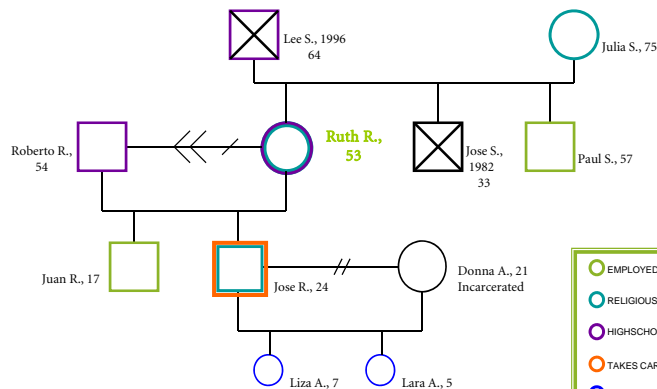 Lee S., 1996
64
Julia S., 75
Roberto R.,
54
Ruth R.,
53
Jose S.,
1982
33
Paul S., 57
Juan R., 17
Jose R., 24
Donna A., 21
Incarcerated
Liza A., 7
Lara A., 5
EMPLOYED
RELIGIOUS
HIGHSCHO
TAKES CAR